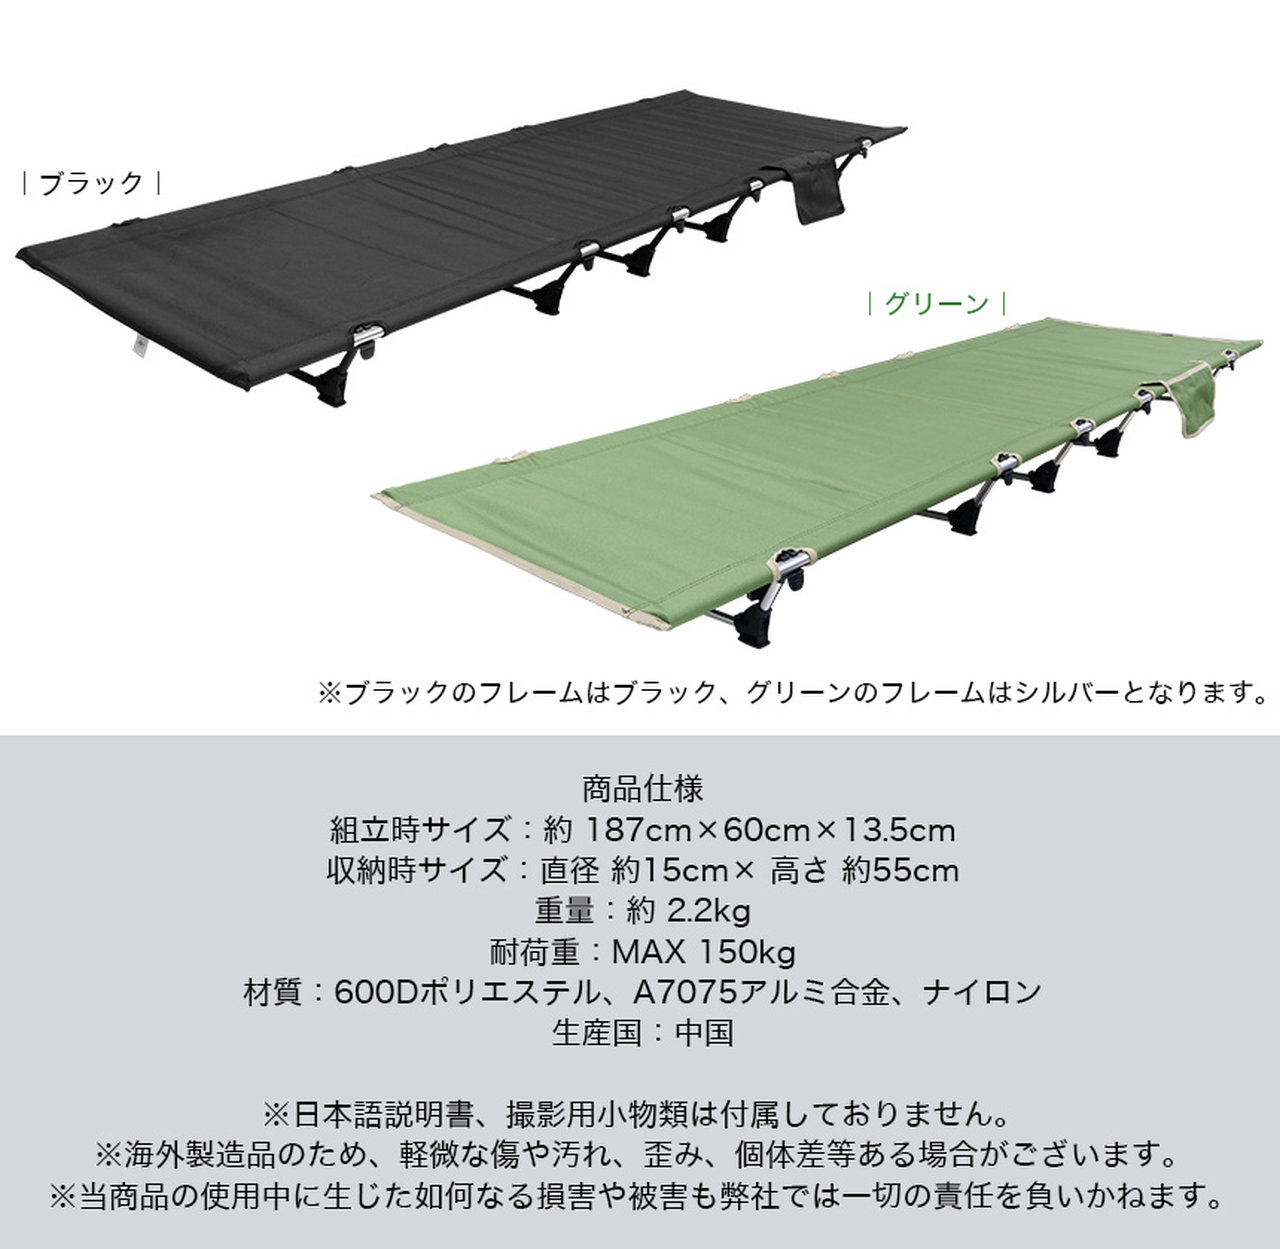 ｜ブラック｜
｜グリーン｜
※ブラックのフレームはブラック、グリーンのフレームはシルバーとなります。
商品仕様
組立時サイズ：約 187cm×60cm×13.5cm
収納時サイズ：直径 約15cm× 高さ 約55cm
重量：約 2.2kg
耐荷重：MAX 150kg
材質：600Dポリエステル、A7075アルミ合金、ナイロン
生産国：中国
※日本語説明書、撮影用小物類は付属しておりません。
※海外製造品のため、軽微な傷や汚れ、歪み、個体差等ある場合がございます。
※当商品の使用中に生じた如何なる損害や被害も弊社では一切の責任を負いかねます。